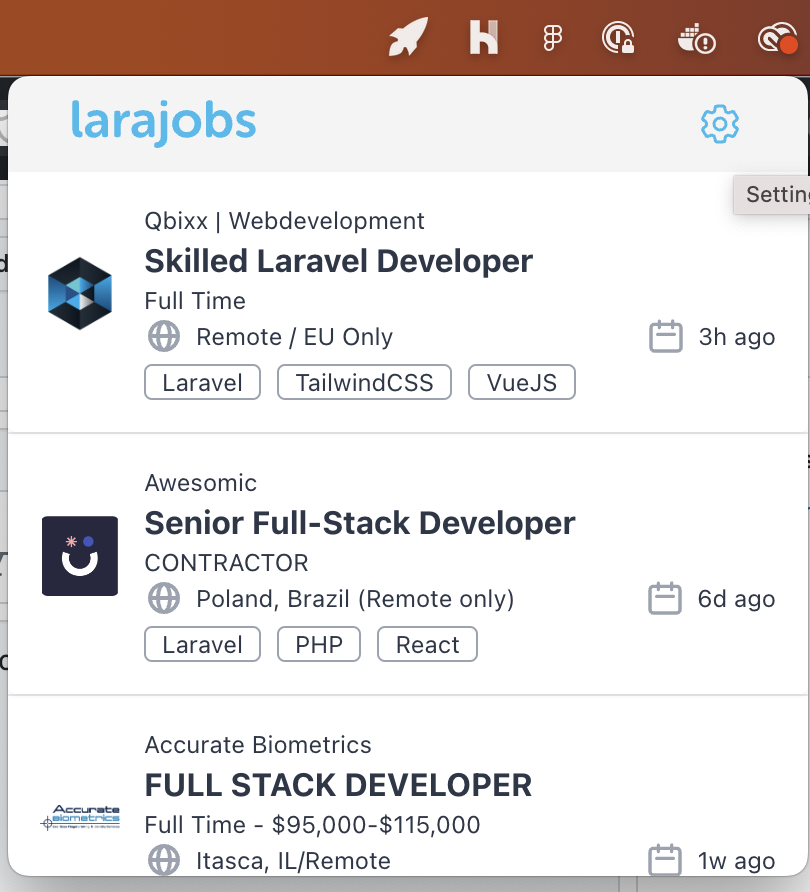 larajobs
Settin
Qbixx | Webdevelopment
Skilled Laravel Developer
Full Time
Remote / EU Only
3h ago
Laravel
TailwindCSS
VueJS
Awesomic
Senior Full-Stack Developer
CONTRACTOR
Poland, Brazil (Remote only)
6d ago
Laravel
PHP
React
Accurate Biometrics
FULL STACK DEVELOPER
Accurate
Biometrics
Full Time - $95,000-$115,000
Itasca, IL/Remote
1w ago